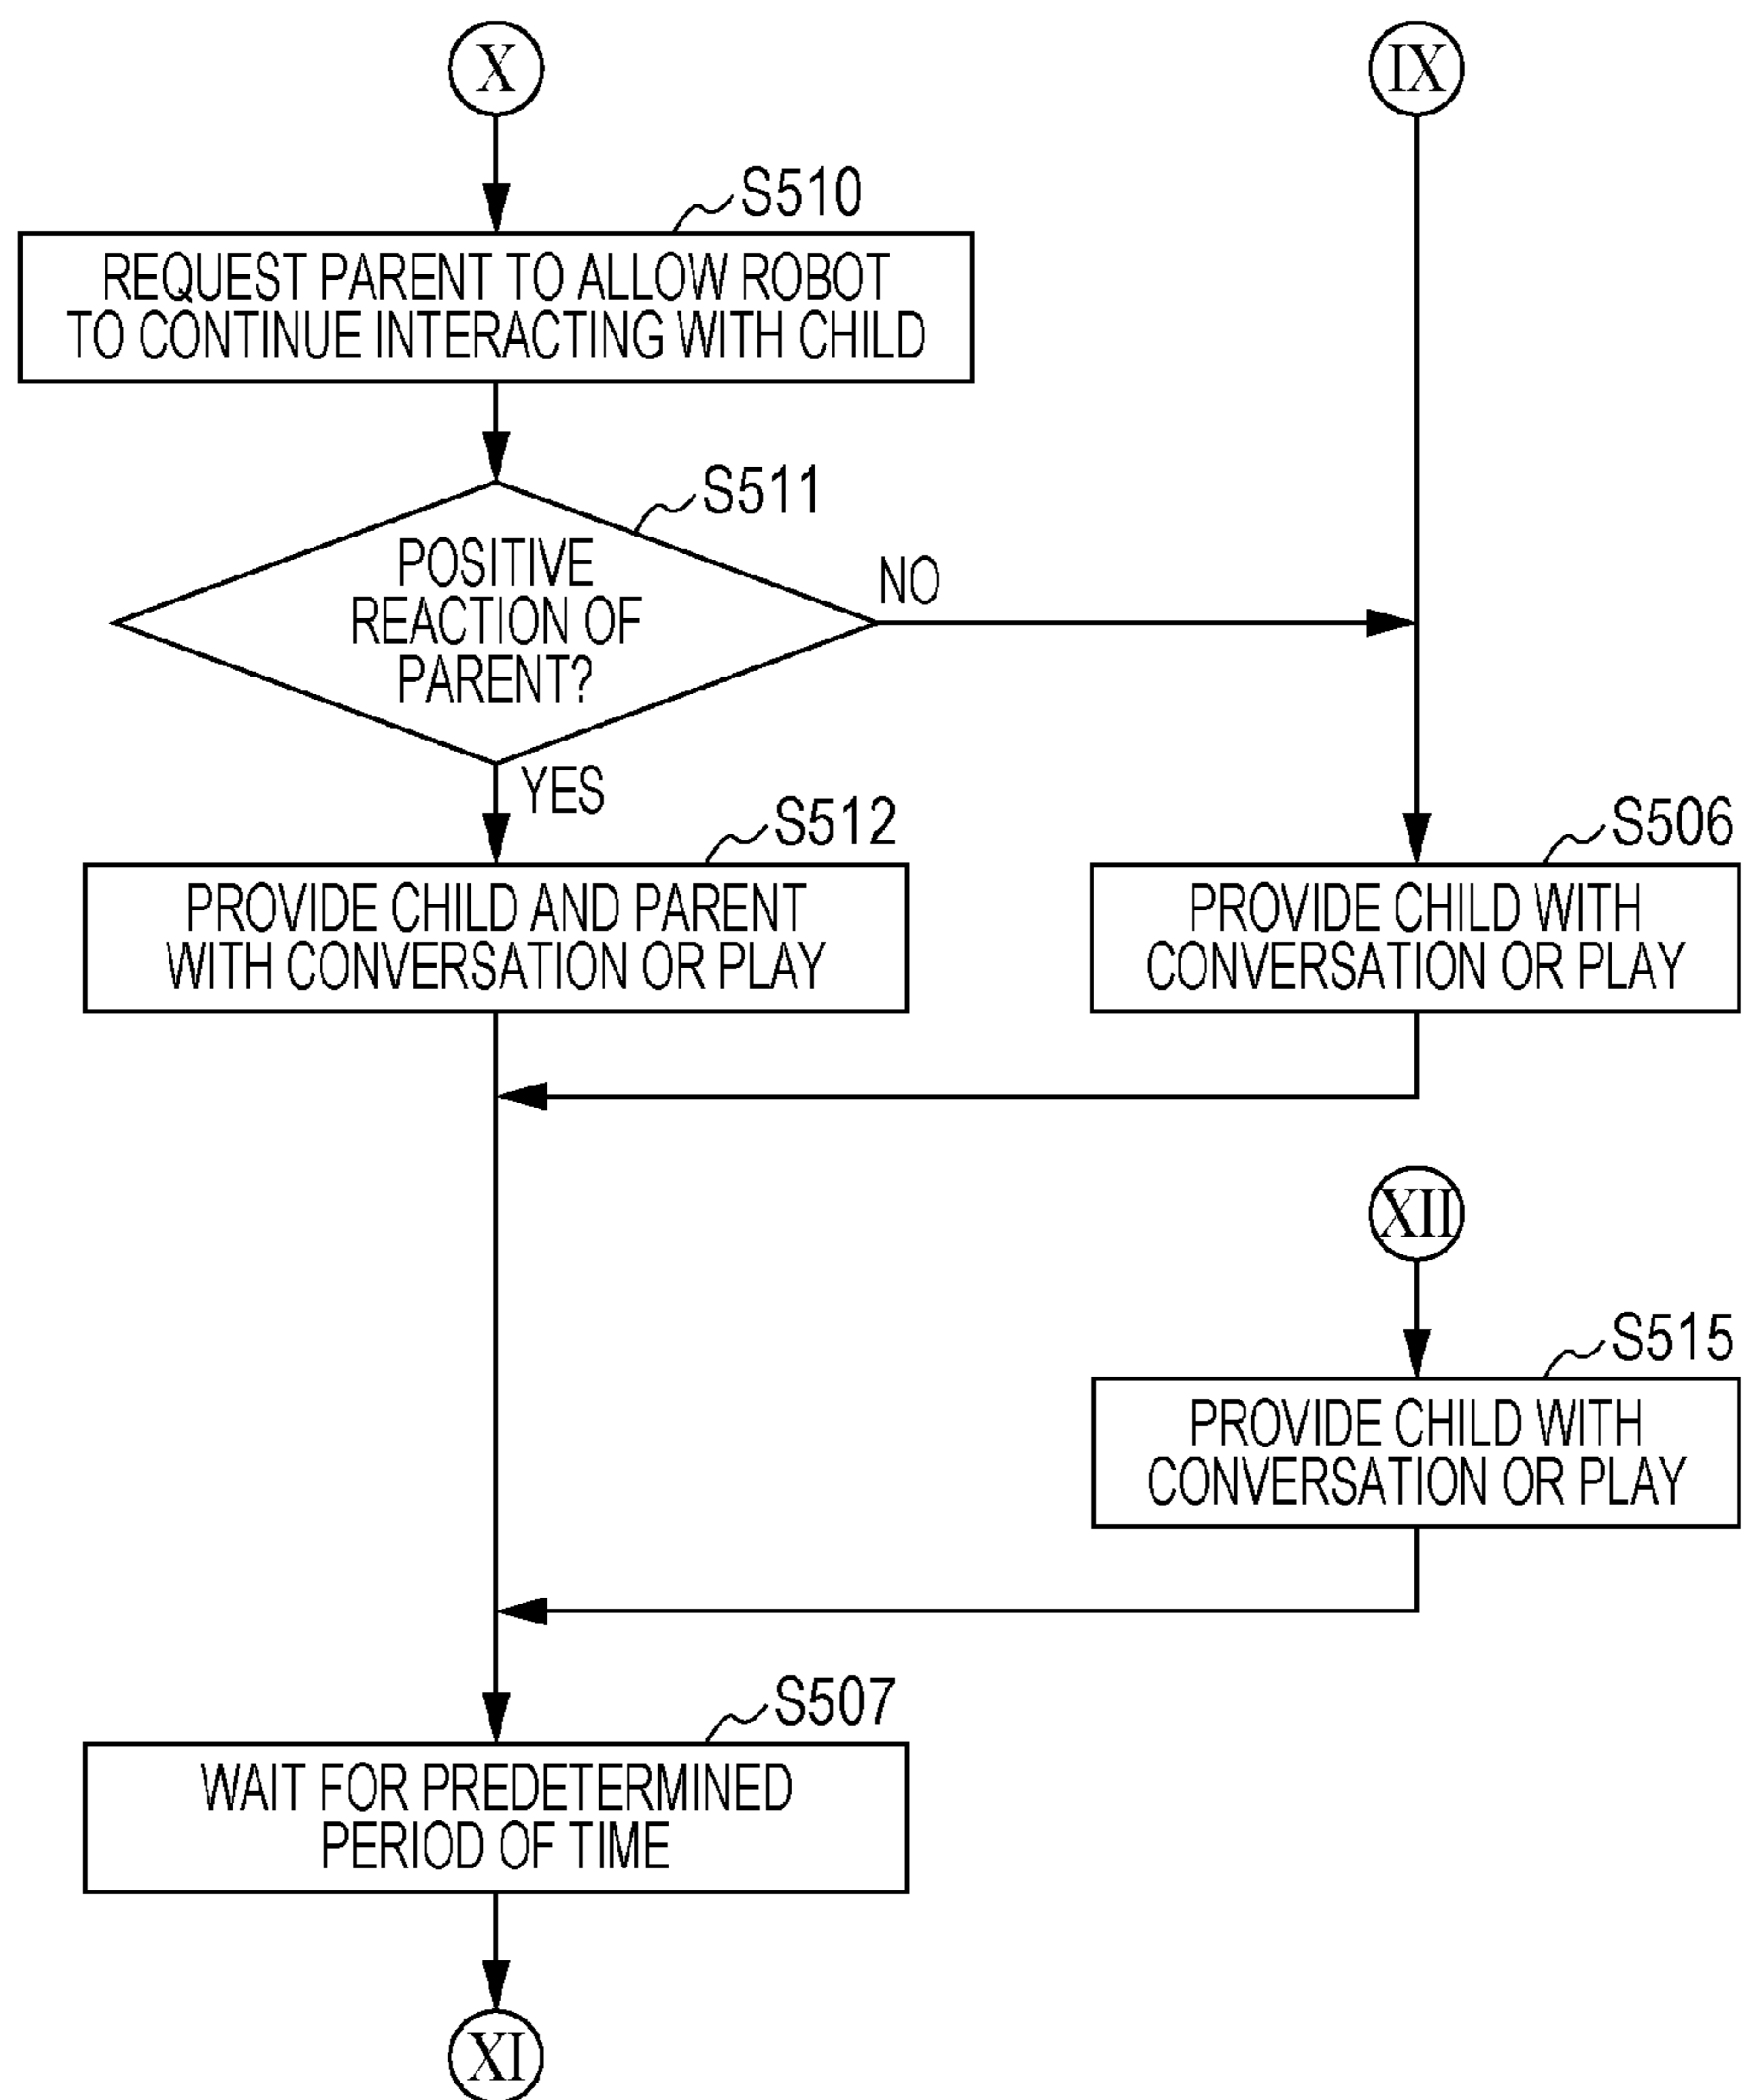 X
IX
S510
REQUEST PARENT TO ALLOW ROBOT
TO CONTINUE INTERACTING WITH CHILD
S511
POSITIVE
REACTION OF
PARENT?
NO
YES
S512
PROVIDE CHILD AND PARENT
WITH CONVERSATION OR PLAY
S506
PROVIDE CHILD WITH
CONVERSATION OR PLAY
XII
S515
PROVIDE CHILD WITH
CONVERSATION OR PLAY
S507
WAIT FOR PREDETERMINED
PERIOD OF TIME
XI